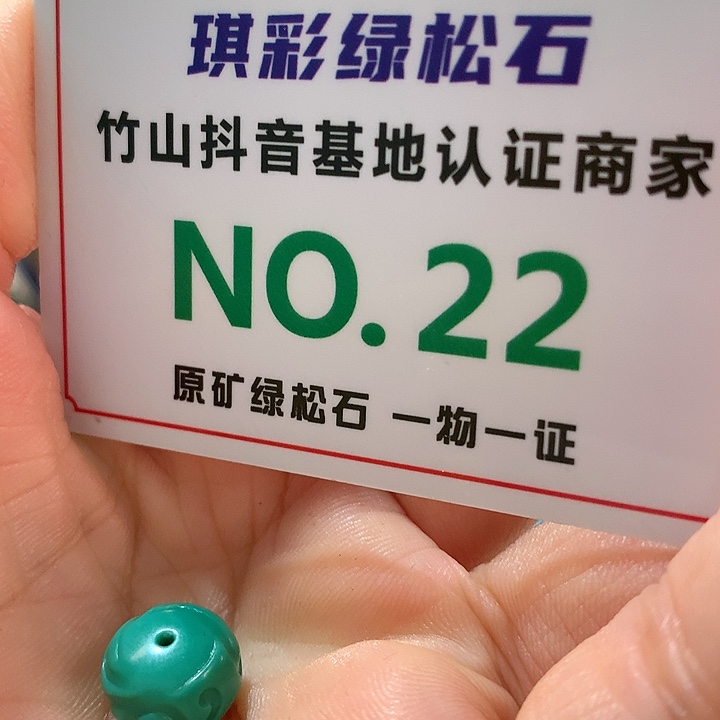 琪彩绿松石
竹山抖音基地认证商家
NO.22
原矿绿松石 一物一证